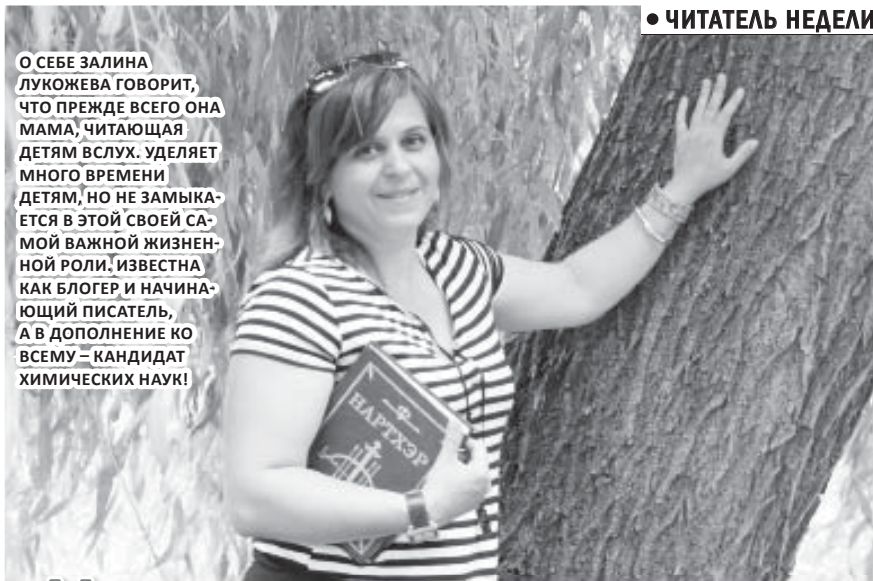 • ЧИТАТЕЛЬ НЕДЕЛИ
О СЕБЕ ЗАЛИНА
ЛУКОЖЕВА ГОВОРИТ,
ЧТО ПРЕЖДЕ ВСЕГО ОНА
МАМА, ЧИТАЮЩАЯ
ДЕТЯМ ВСЛУХ. УДЕЛЯЕТ
МНОГО ВРЕМЕНИ
ДЕТЯМ, НО НЕ ЗАМЫКА-
ЕТСЯ В ЭТОЙ СВОЕЙ СА-
МОЙ ВАЖНОЙ ЖИЗНЕН-
НОЙ РОЛИ. ИЗВЕСТНА
КАК БЛОГЕР И НАЧИНА-
ЮЩИЙ ПИСАТЕЛЬ,
А В ДОПОЛНЕНИЕ КО
ВСЕМУ – КАНДИДАТ
ХИМИЧЕСКИХ НАУК!
НАРТХЭР